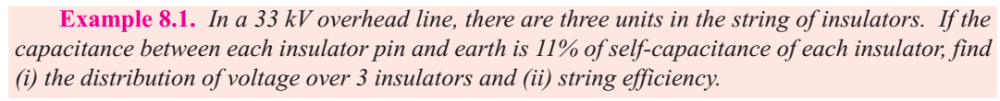 Example 8.1. In a 33 kV overhead line, there are three units in the string of insulators. If the
capacitance between each insulator pin and earth is 11% of self-capacitance of each insulator, find
(i) the distribution of voltage over 3 insulators and (ii) string efficiency.